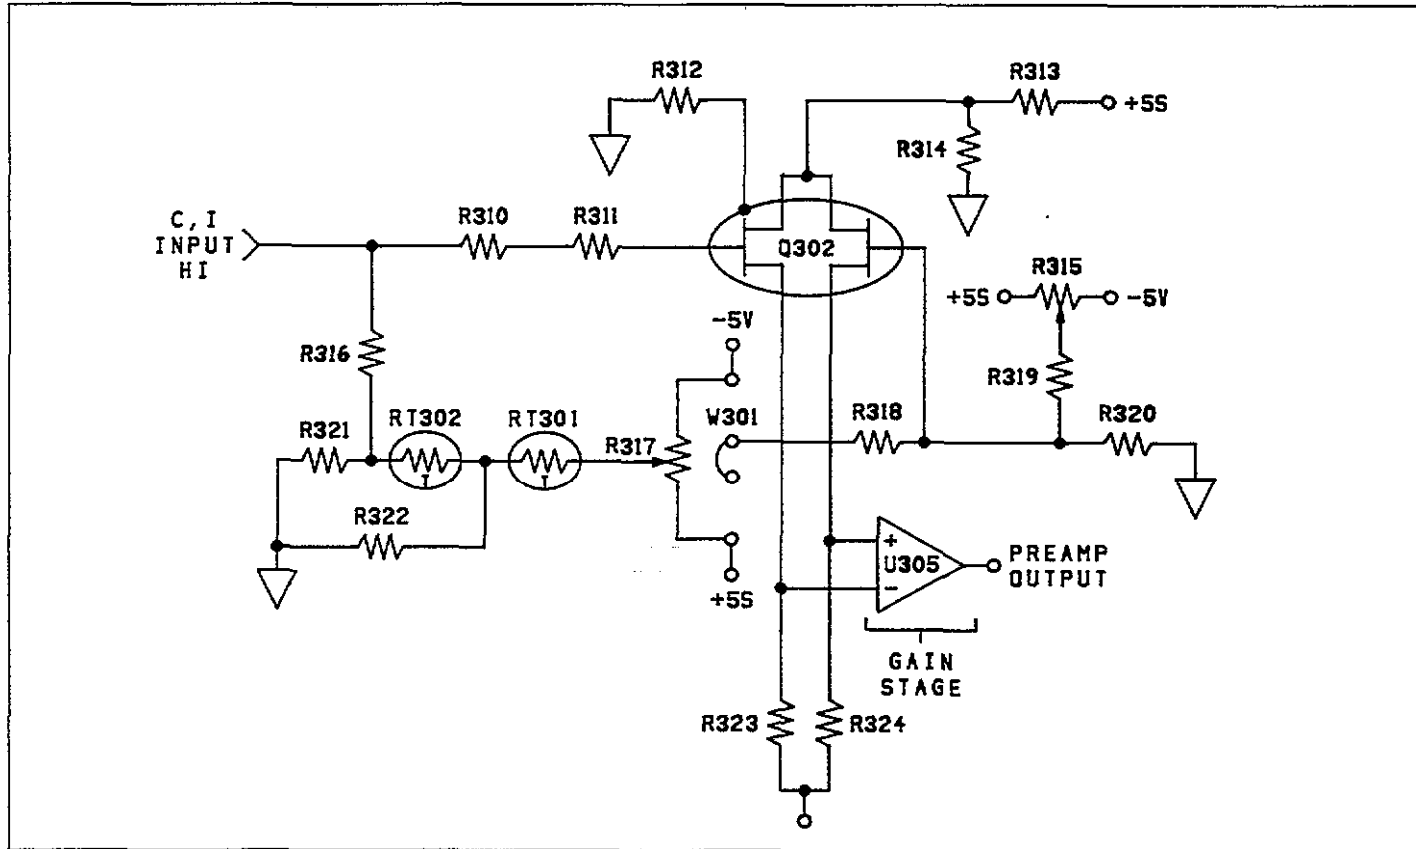 R312
R313
+5S
R314
C,I
INPUT
HI
R310
R311
Q302
R315
+5S
-5V
-5V
R316
R319
W301
R318
R320
R321
RT302
RT301
R317
R322
+
U305
-
PREAMP
OUTPUT
+5S
GAIN
STAGE
R323
R324